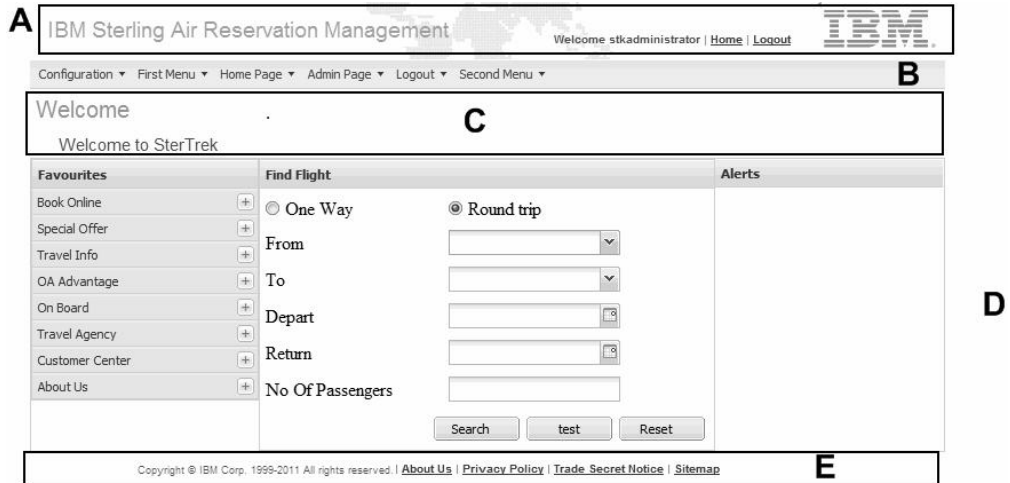 A
IBM Sterling Air Reservation Management
Welcome stkadministrator | Home | Logout
IBM.
Configuration First Menu Home Page Admin Page Logout Second Menu
B
Welcome
.
C
Welcome to SterTrek
Favourites
Find Flight
Alerts
Book Online
Special Offer
Travel Info
OA Advantage
On Board
Travel Agency
Customer Center
About Us
One Way
Round trip
From
To
Depart
Return
No Of Passengers
Search
test
Reset
D
Copyright © IBM Corp. 1999-2011 All rights reserved. | About Us | Privacy Policy | Trade Secret Notice | Sitemap
E